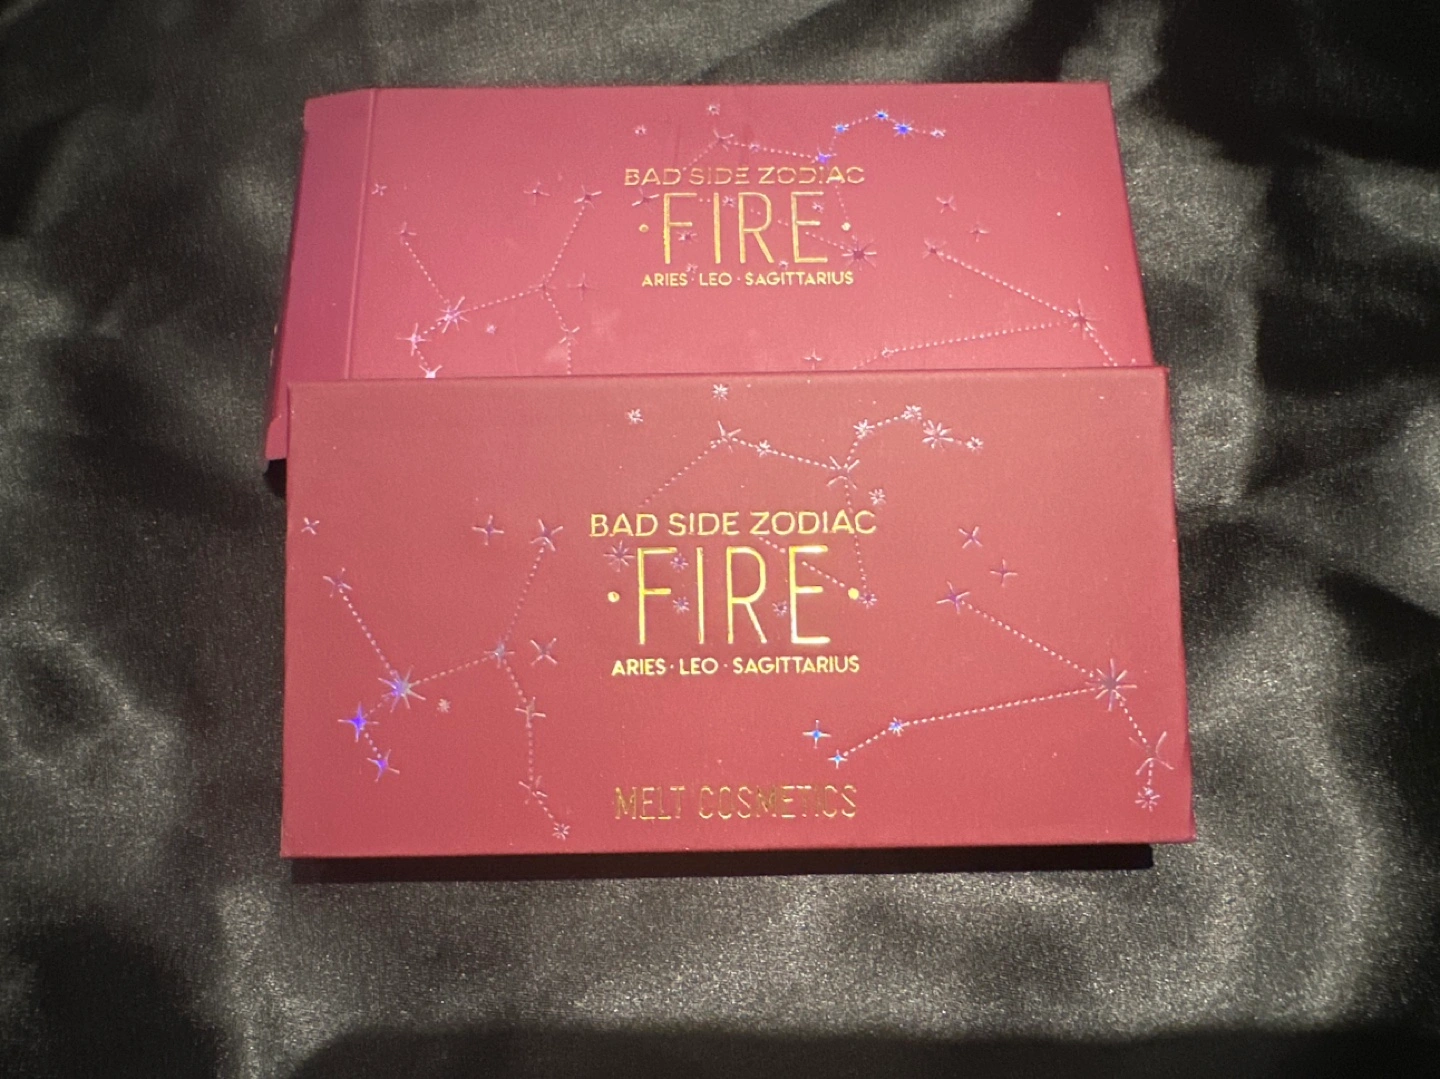 BAD SIDE ZODIAC
· FIRE ·
ARIES · LEO · SAGITTARIUS
BAD SIDE ZODIAC
· FIRE ·
ARIES · LEO · SAGITTARIUS
MELT COSMETICS